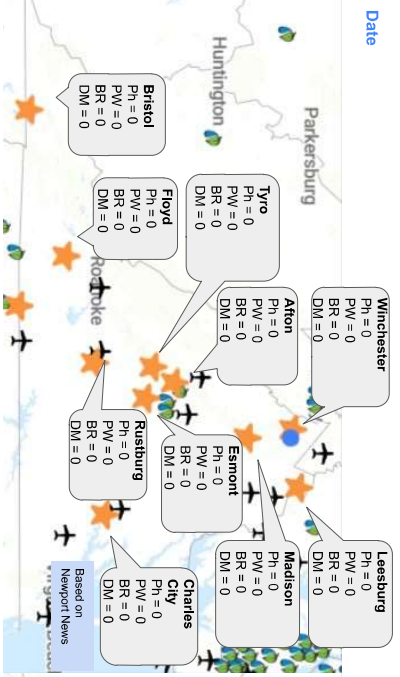 Date
Huntington
Parkersburg
Roanoke
Bristol
Ph = 0
PW = 0
BR = 0
DM = 0
Floyd
Ph = 0
PW = 0
BR = 0
DM = 0
Tyro
Ph = 0
PW = 0
BR = 0
DM = 0
Afton
Ph = 0
PW = 0
BR = 0
DM = 0
Winchester
Ph = 0
PW = 0
BR = 0
DM = 0
Rustburg
Ph = 0
PW = 0
BR = 0
DM = 0
Esmont
Ph = 0
PW = 0
BR = 0
DM = 0
Madison
Ph = 0
PW = 0
BR = 0
DM = 0
Leesburg
Ph = 0
PW = 0
BR = 0
DM = 0
Charles
City
Ph = 0
PW = 0
BR = 0
DM = 0
Based on
Newport News